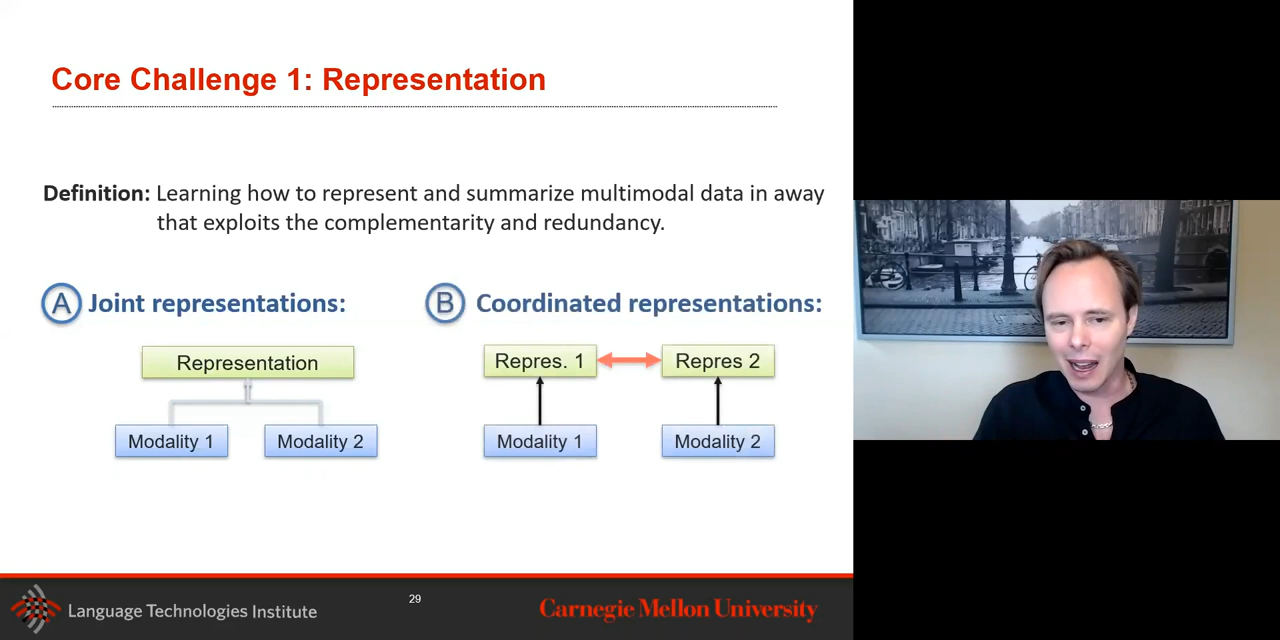 Core Challenge 1: Representation
Definition: Learning how to represent and summarize multimodal data in away
that exploits the complementarity and redundancy.
A Joint representations:
Representation
Modality 1
Modality 2
B Coordinated representations:
Repres. 1
Repres 2
Modality 1
Modality 2
Language Technologies Institute
29
Carnegie Mellon University